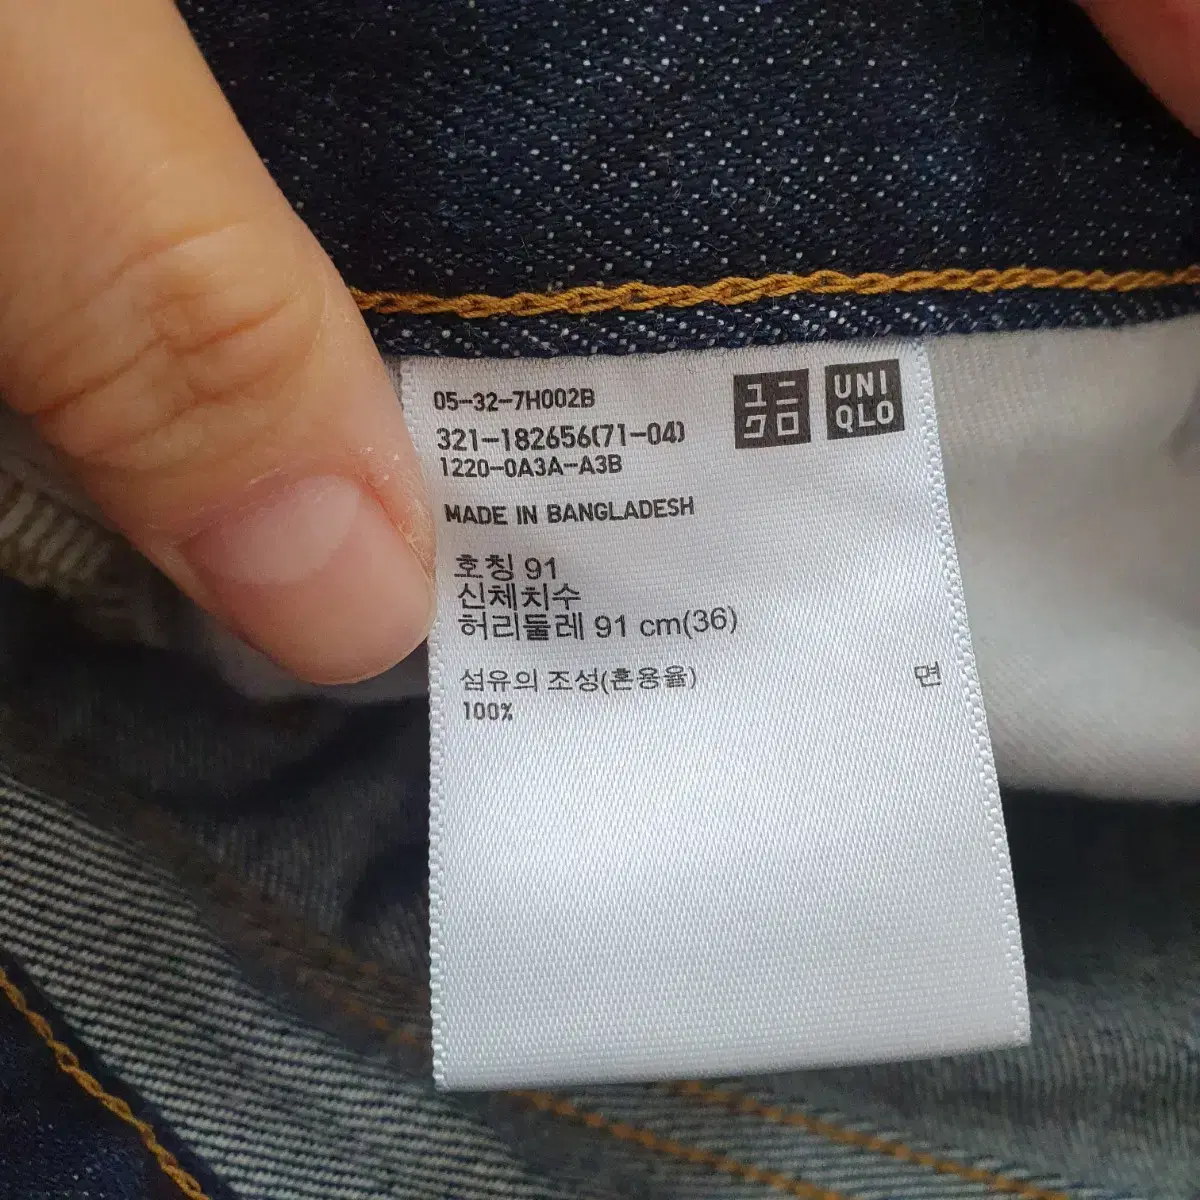 05-32-7H002B
321-182656(71-04)
1220-0A3A-A3B
ユニ
クロ
UNI
QLO
MADE IN BANGLADESH
호칭 91
신체치수
허리둘레 91 cm(36)
섬유의 조성(혼용율) 면
100%